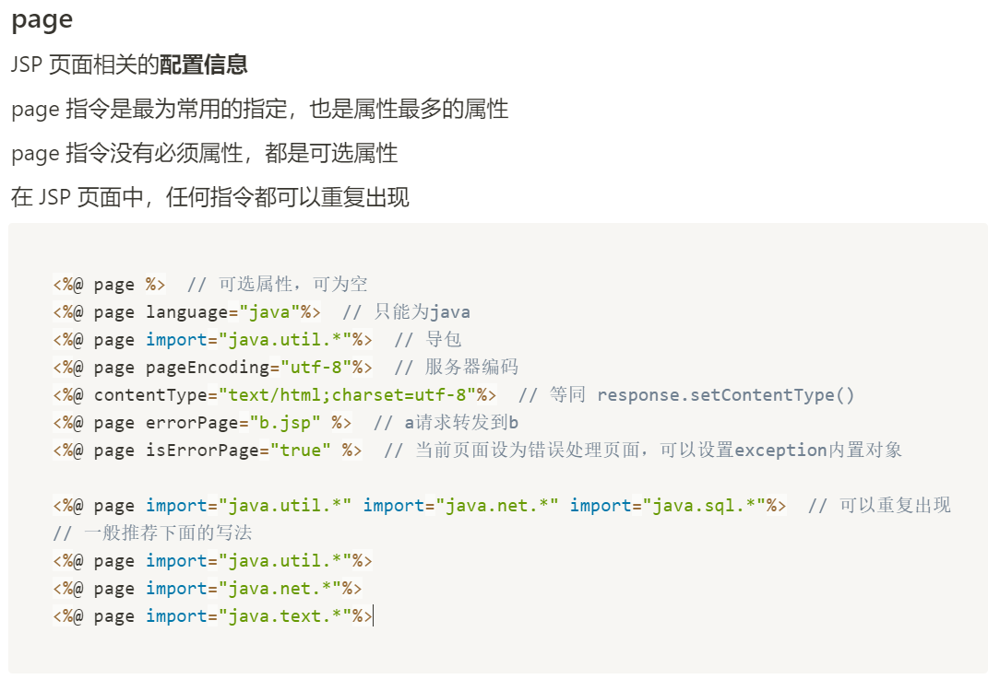 page
JSP 页面相关的配置信息
page 指令是最为常用的指定，也是属性最多的属性
page 指令没有必须属性，都是可选属性
在 JSP 页面中，任何指令都可以重复出现
<%@ page %>  // 可选属性，可为空
<%@ page language="java"%>  // 只能为java
<%@ page import="java.util.*"%>  // 导包
<%@ page pageEncoding="utf-8"%>  // 服务器编码
<%@ contentType="text/html;charset=utf-8"%>  // 等同 response.setContentType()
<%@ page errorPage="b.jsp" %>  // a请求转发到b
<%@ page isErrorPage="true" %>  // 当前页面设为错误处理页面，可以设置exception内置对象
<%@ page import="java.util.*" import="java.net.*" import="java.sql.*"%>  // 可以重复出现
// 一般推荐下面的写法
<%@ page import="java.util.*"%>
<%@ page import="java.net.*"%>
<%@ page import="java.text.*"%>